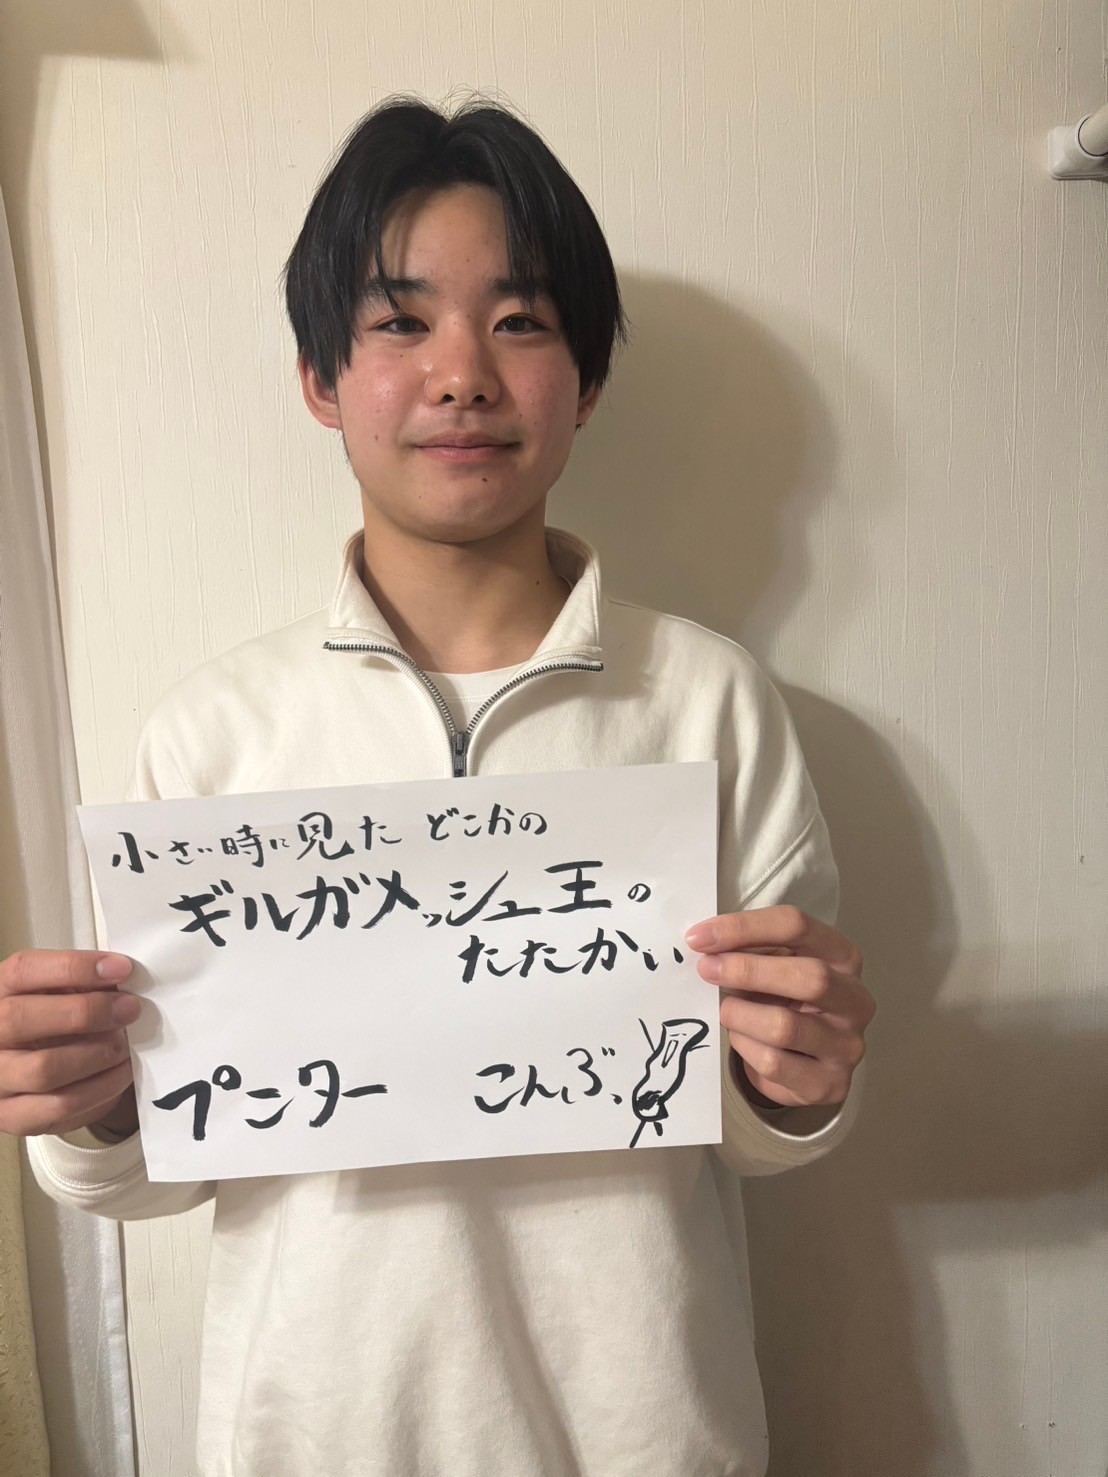 小さい時に見た どこかの
ギルガメッシュ王の
たたかい
プニター こんぶ、